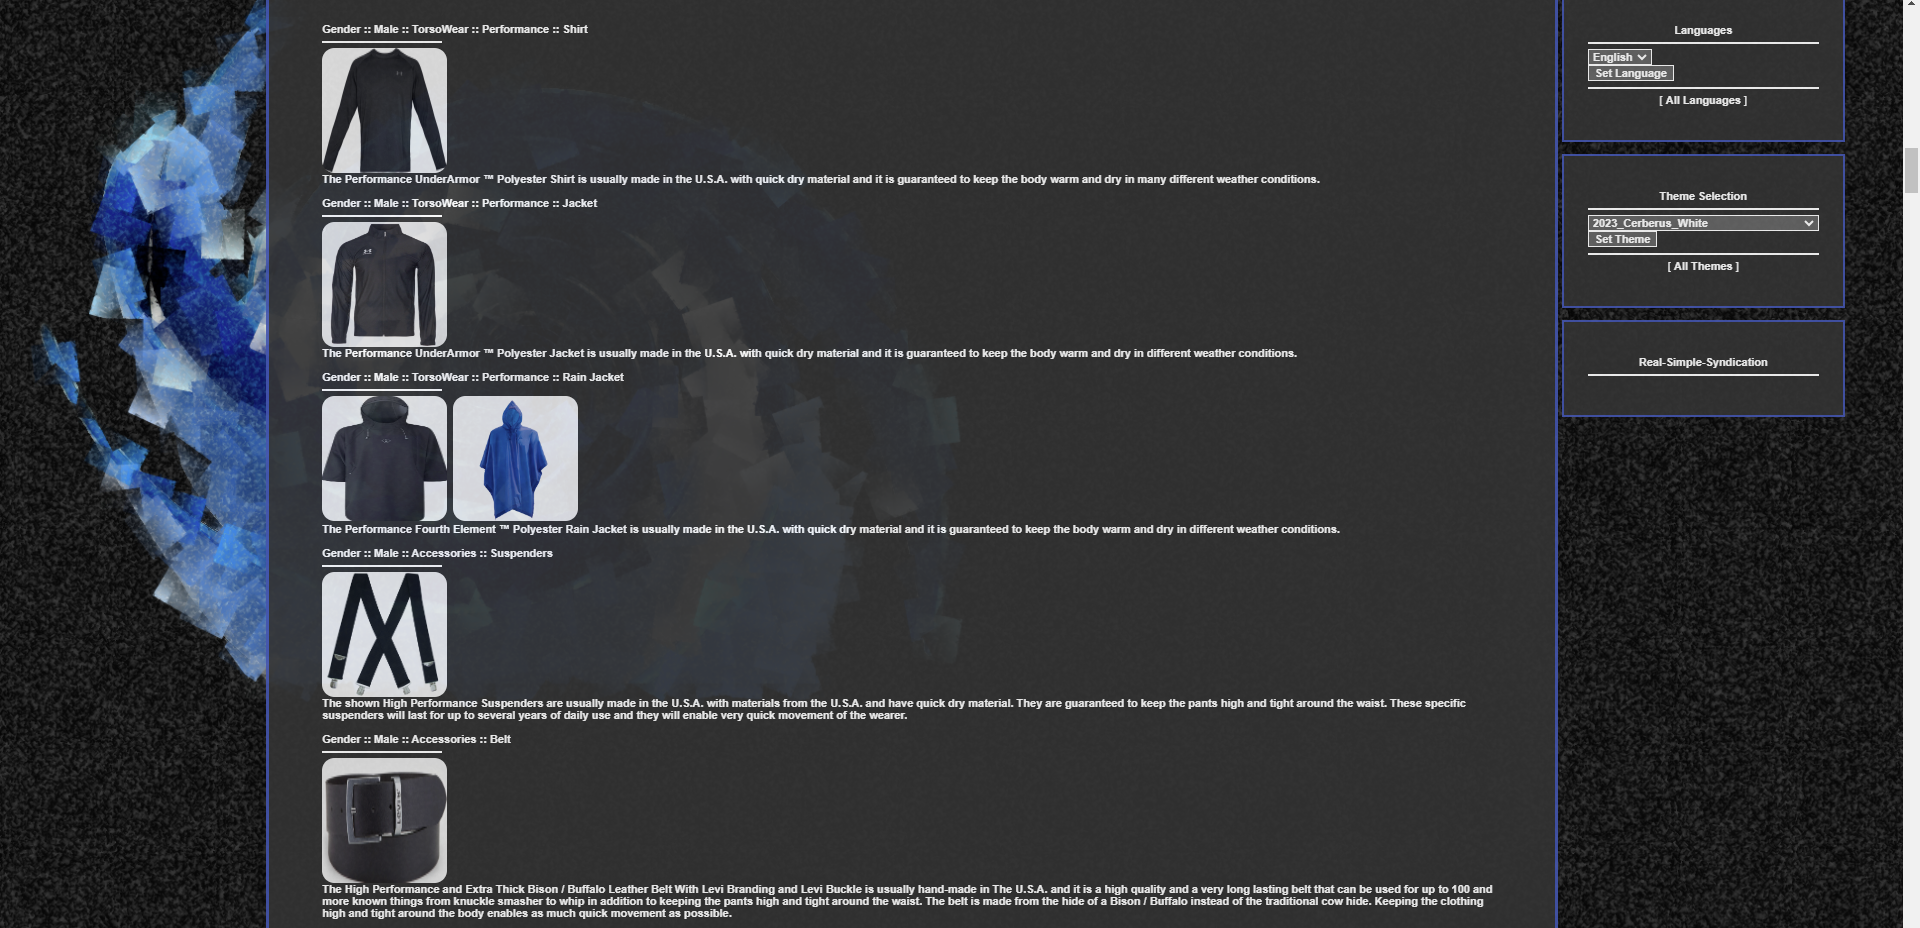 Gender :: Male :: TorsoWear :: Performance :: Shirt
The Performance UnderArmor ™ Polyester Shirt is usually made in the U.S.A. with quick dry material and it is guaranteed to keep the body warm and dry in many different weather conditions.
Gender :: Male :: TorsoWear :: Performance :: Jacket
The Performance UnderArmor ™ Polyester Jacket is usually made in the U.S.A. with quick dry material and it is guaranteed to keep the body warm and dry in different weather conditions.
Gender :: Male :: TorsoWear :: Performance :: Rain Jacket
The Performance Fourth Element ™ Polyester Rain Jacket is usually made in the U.S.A. with quick dry material and it is guaranteed to keep the body warm and dry in different weather conditions.
Gender :: Male :: Accessories :: Suspenders
The shown High Performance Suspenders are usually made in the U.S.A. with materials from the U.S.A. and have quick dry material. They are guaranteed to keep the pants high and tight around the waist. These specific
suspenders will last for up to several years of daily use and they will enable very quick movement of the wearer.
Gender :: Male :: Accessories :: Belt
LEVI'S
The High Performance and Extra Thick Bison / Buffalo Leather Belt With Levi Branding and Levi Buckle is usually hand-made in The U.S.A. and it is a high quality and a very long lasting belt that can be used for up to 100 and
more known things from knuckle smasher to whip in addition to keeping the pants high and tight around the waist. The belt is made from the hide of a Bison / Buffalo instead of the traditional cow hide. Keeping the clothing
high and tight around the body enables as much quick movement as possible.
Languages
English
Set Language
[ All Languages ]
Theme Selection
2023_Cerberus_White
Set Theme
[ All Themes ]
Real-Simple-Syndication